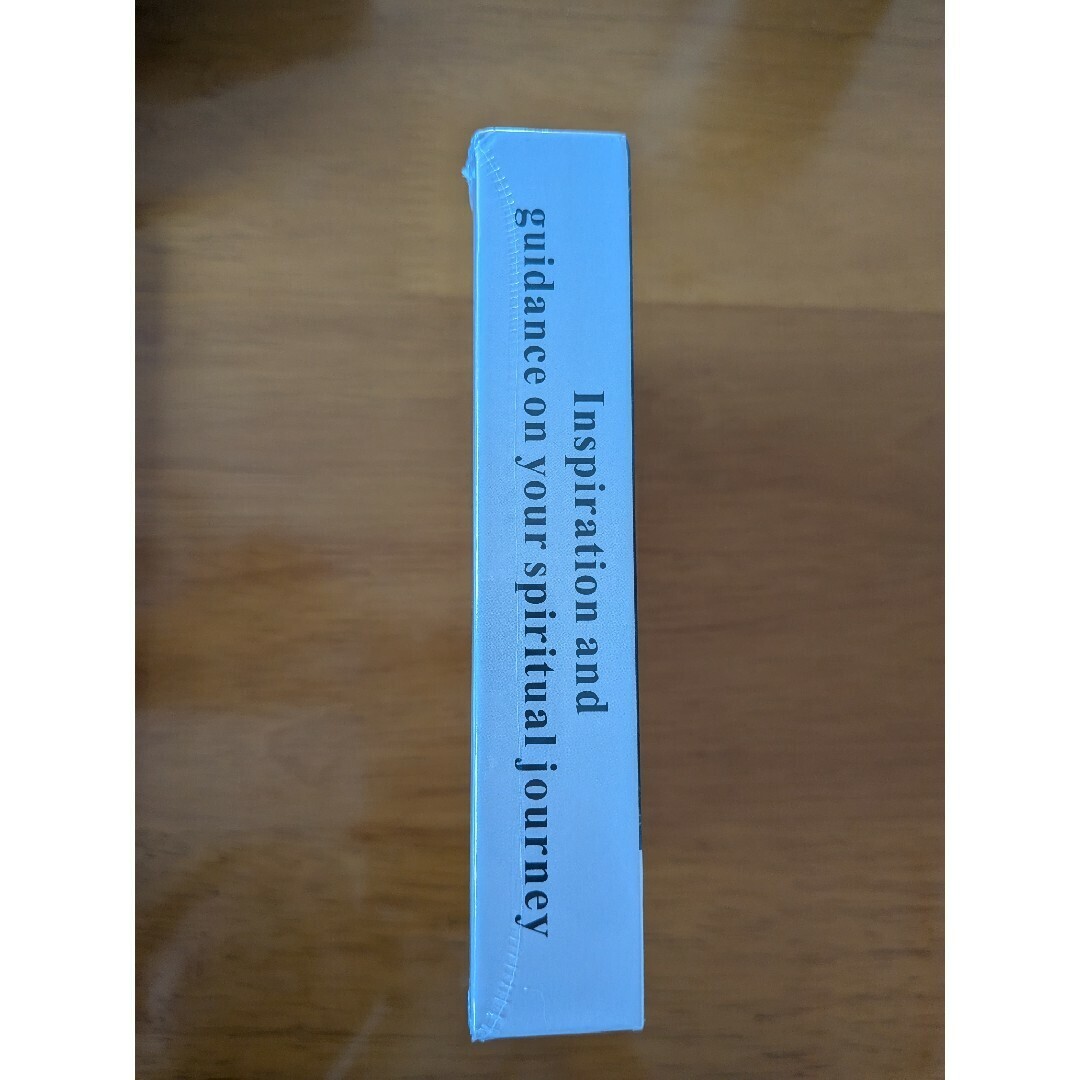 Inspiration and
guidance on your spiritual journey